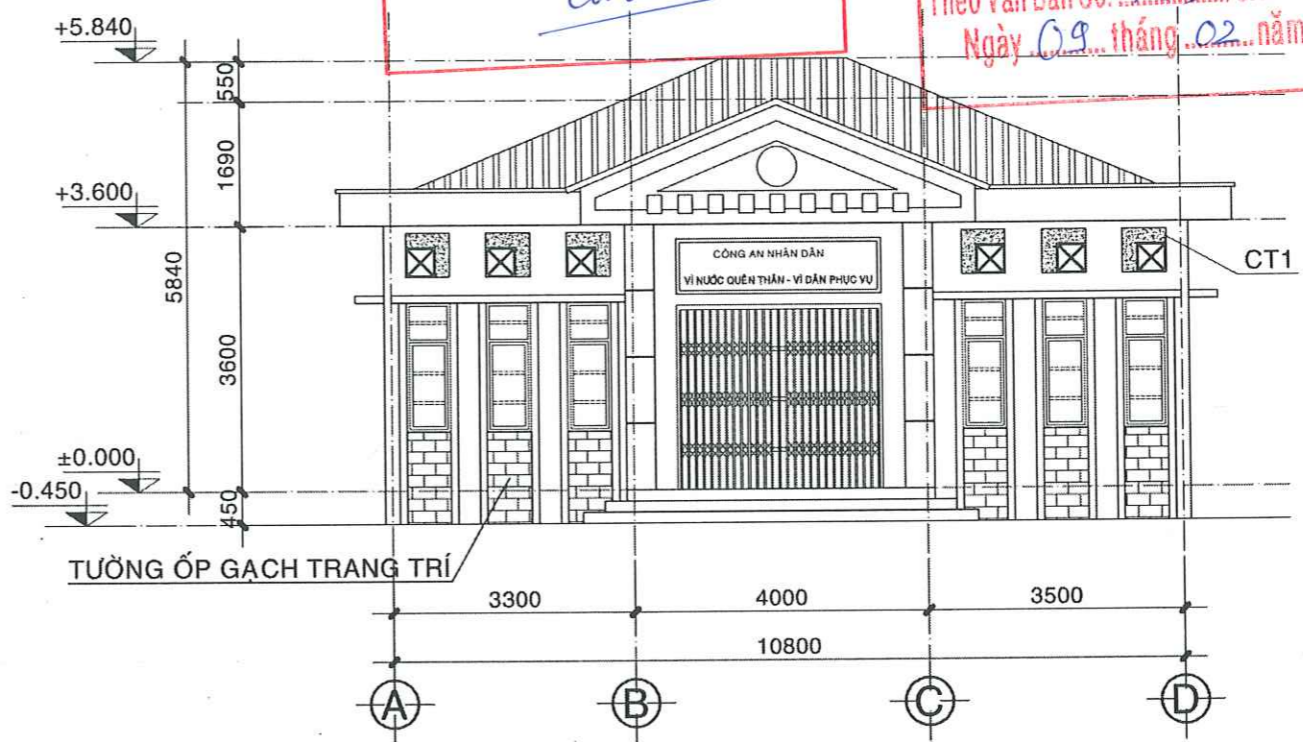 Ngày 09 tháng 02 năm
+5.840
550
1690
+3.600
5840
3600
CÔNG AN NHÂN DÂN
VÌ NƯỚC QUÊN THÂN - VÌ DÂN PHỤC VỤ
CT1
±0.000
-0.450
450
TƯỜNG ỐP GẠCH TRANG TRÍ
3300
4000
3500
10800
A
B
C
D